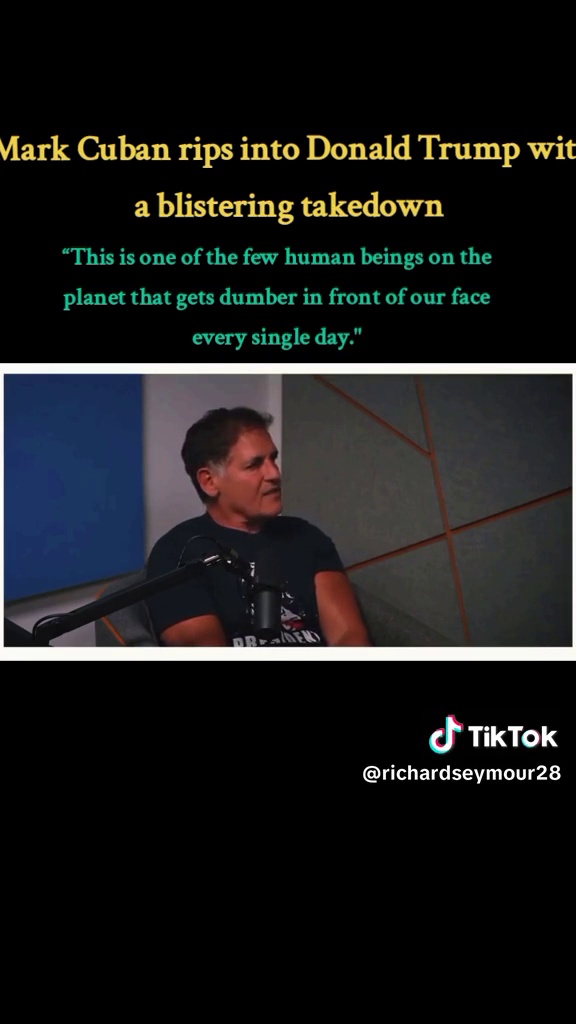 Mark Cuban rips into Donald Trump wit
a blistering takedown
“This is one of the few human beings on the
planet that gets dumber in front of our face
every single day."
PRESIDENT
TikTok
@richardseymour28